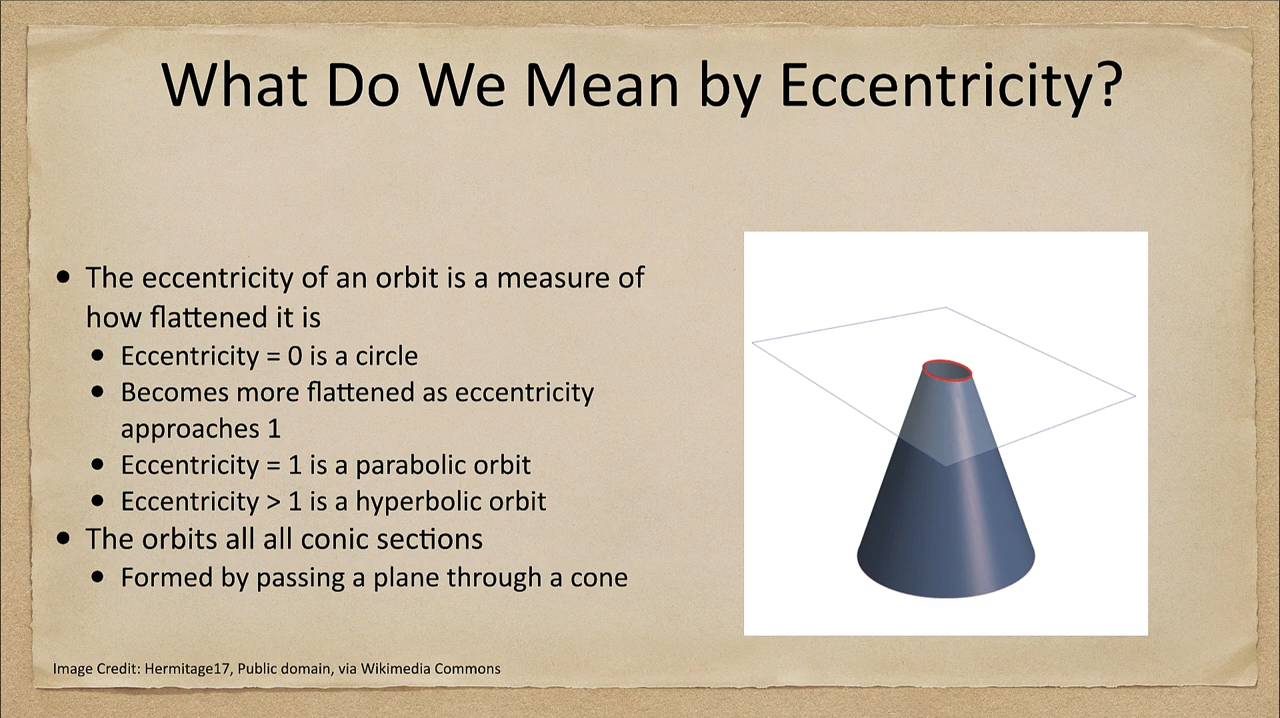 What Do We Mean by Eccentricity?
• The eccentricity of an orbit is a measure of
how flattened it is
• Eccentricity = 0 is a circle
• Becomes more flattened as eccentricity
approaches 1
• Eccentricity = 1 is a parabolic orbit
• Eccentricity > 1 is a hyperbolic orbit
• The orbits all all conic sections
• Formed by passing a plane through a cone
Image Credit: Hermitage17, Public domain, via Wikimedia Commons